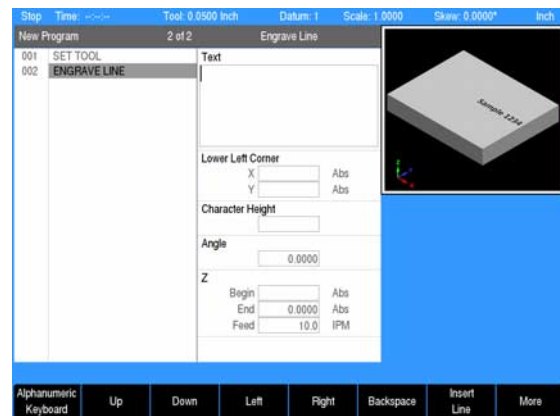 Stop Time: --:--:-- Tool: 0.0500 Inch Datum: 1 Scale: 1.0000 Skew: 0.0000° Inch
New Program 2 of 2 Engrave Line
001 SET TOOL
002 ENGRAVE LINE
Text
Lower Left Corner
X Abs
Y Abs
Character Height
Angle
0.0000
Z
Begin Abs
End 0.0000 Abs
Feed 10.0 IPM
Sample 1234
Alphanumeric Keyboard Up Down Left Right Backspace Insert Line More